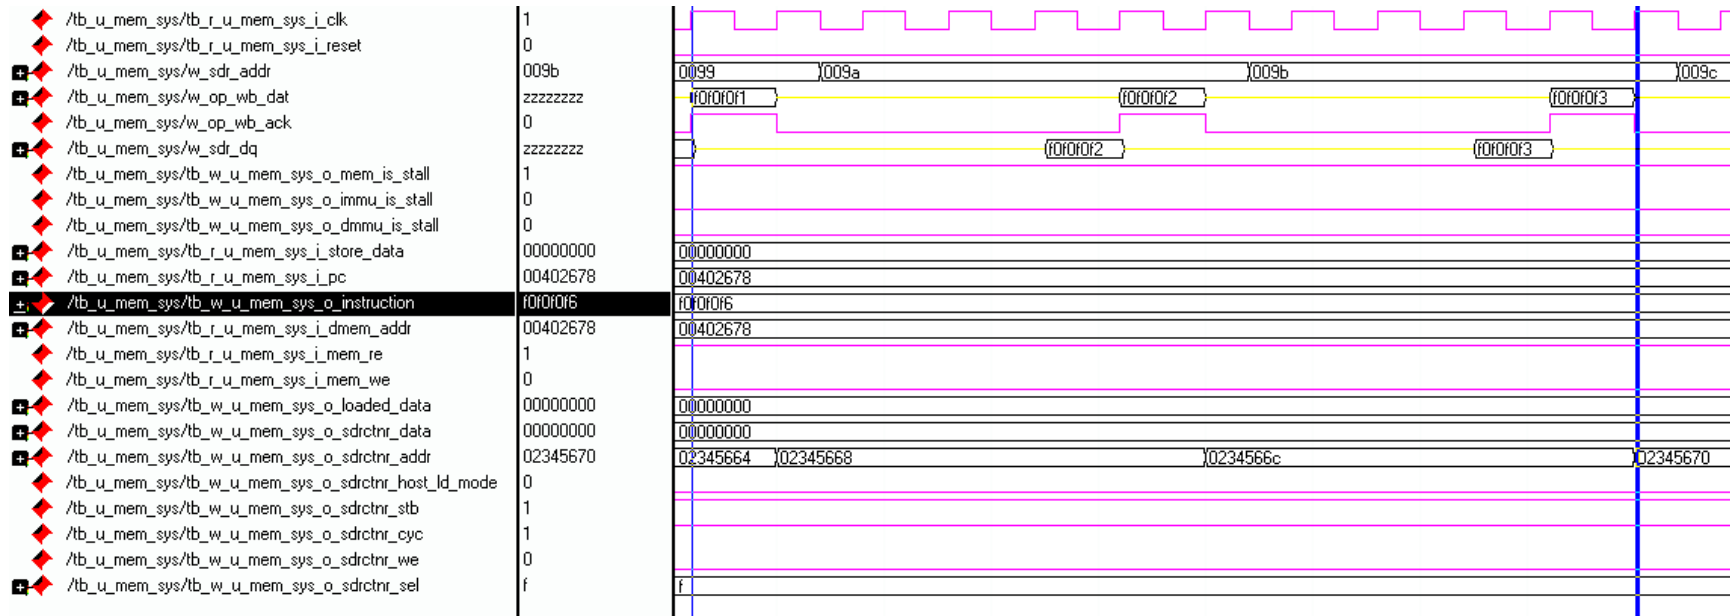 /tb_u_mem_sys/tb_r_u_mem_sys_i_clk 1
/tb_u_mem_sys/tb_r_u_mem_sys_i_reset 0
/tb_u_mem_sys/w_sdr_addr 009b 0099 009a 009b 009c
/tb_u_mem_sys/w_op_wb_dat zzzzzzzz f0f0f0f1 f0f0f0f2 f0f0f0f3
/tb_u_mem_sys/w_op_wb_ack 0
/tb_u_mem_sys/w_sdr_dq zzzzzzzz f0f0f0f2 f0f0f0f3
/tb_u_mem_sys/tb_w_u_mem_sys_o_mem_is_stall 1
/tb_u_mem_sys/tb_w_u_mem_sys_o_immu_is_stall 0
/tb_u_mem_sys/tb_w_u_mem_sys_o_dmmu_is_stall 0
/tb_u_mem_sys/tb_r_u_mem_sys_i_store_data 00000000 00000000
/tb_u_mem_sys/tb_r_u_mem_sys_i_pc 00402678 00402678
/tb_u_mem_sys/tb_w_u_mem_sys_o_instruction f0f0f0f6 f0f0f0f6
/tb_u_mem_sys/tb_r_u_mem_sys_i_dmem_addr 00402678 00402678
/tb_u_mem_sys/tb_r_u_mem_sys_i_mem_re 1
/tb_u_mem_sys/tb_r_u_mem_sys_i_mem_we 0
/tb_u_mem_sys/tb_w_u_mem_sys_o_loaded_data 00000000 00000000
/tb_u_mem_sys/tb_w_u_mem_sys_o_sdrctnr_data 00000000 00000000
/tb_u_mem_sys/tb_w_u_mem_sys_o_sdrctnr_addr 02345670 02345664 02345668 0234566c 02345670
/tb_u_mem_sys/tb_w_u_mem_sys_o_sdrctnr_host_ld_mode 0
/tb_u_mem_sys/tb_w_u_mem_sys_o_sdrctnr_stb 1
/tb_u_mem_sys/tb_w_u_mem_sys_o_sdrctnr_cyc 1
/tb_u_mem_sys/tb_w_u_mem_sys_o_sdrctnr_we 0
/tb_u_mem_sys/tb_w_u_mem_sys_o_sdrctnr_sel f f